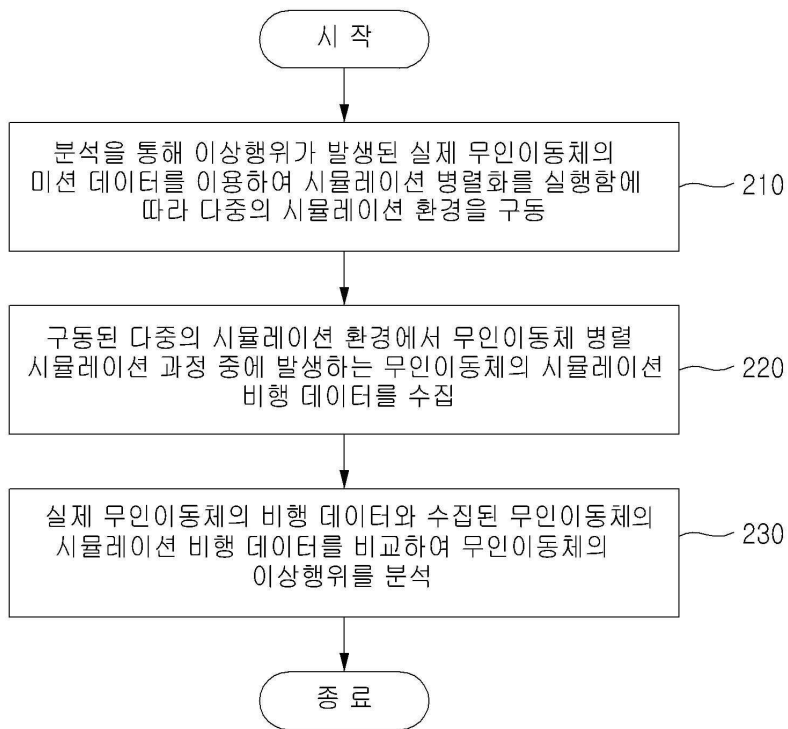 시 작
분석을 통해 이상행위가 발생된 실제 무인이동체의
미션 데이터를 이용하여 시뮬레이션 병렬화를 실행함에
따라 다중의 시뮬레이션 환경을 구동
210
구동된 다중의 시뮬레이션 환경에서 무인이동체 병렬
시뮬레이션 과정 중에 발생하는 무인이동체의 시뮬레이션
비행 데이터를 수집
220
실제 무인이동체의 비행 데이터와 수집된 무인이동체의
시뮬레이션 비행 데이터를 비교하여 무인이동체의
이상행위를 분석
230
종 료